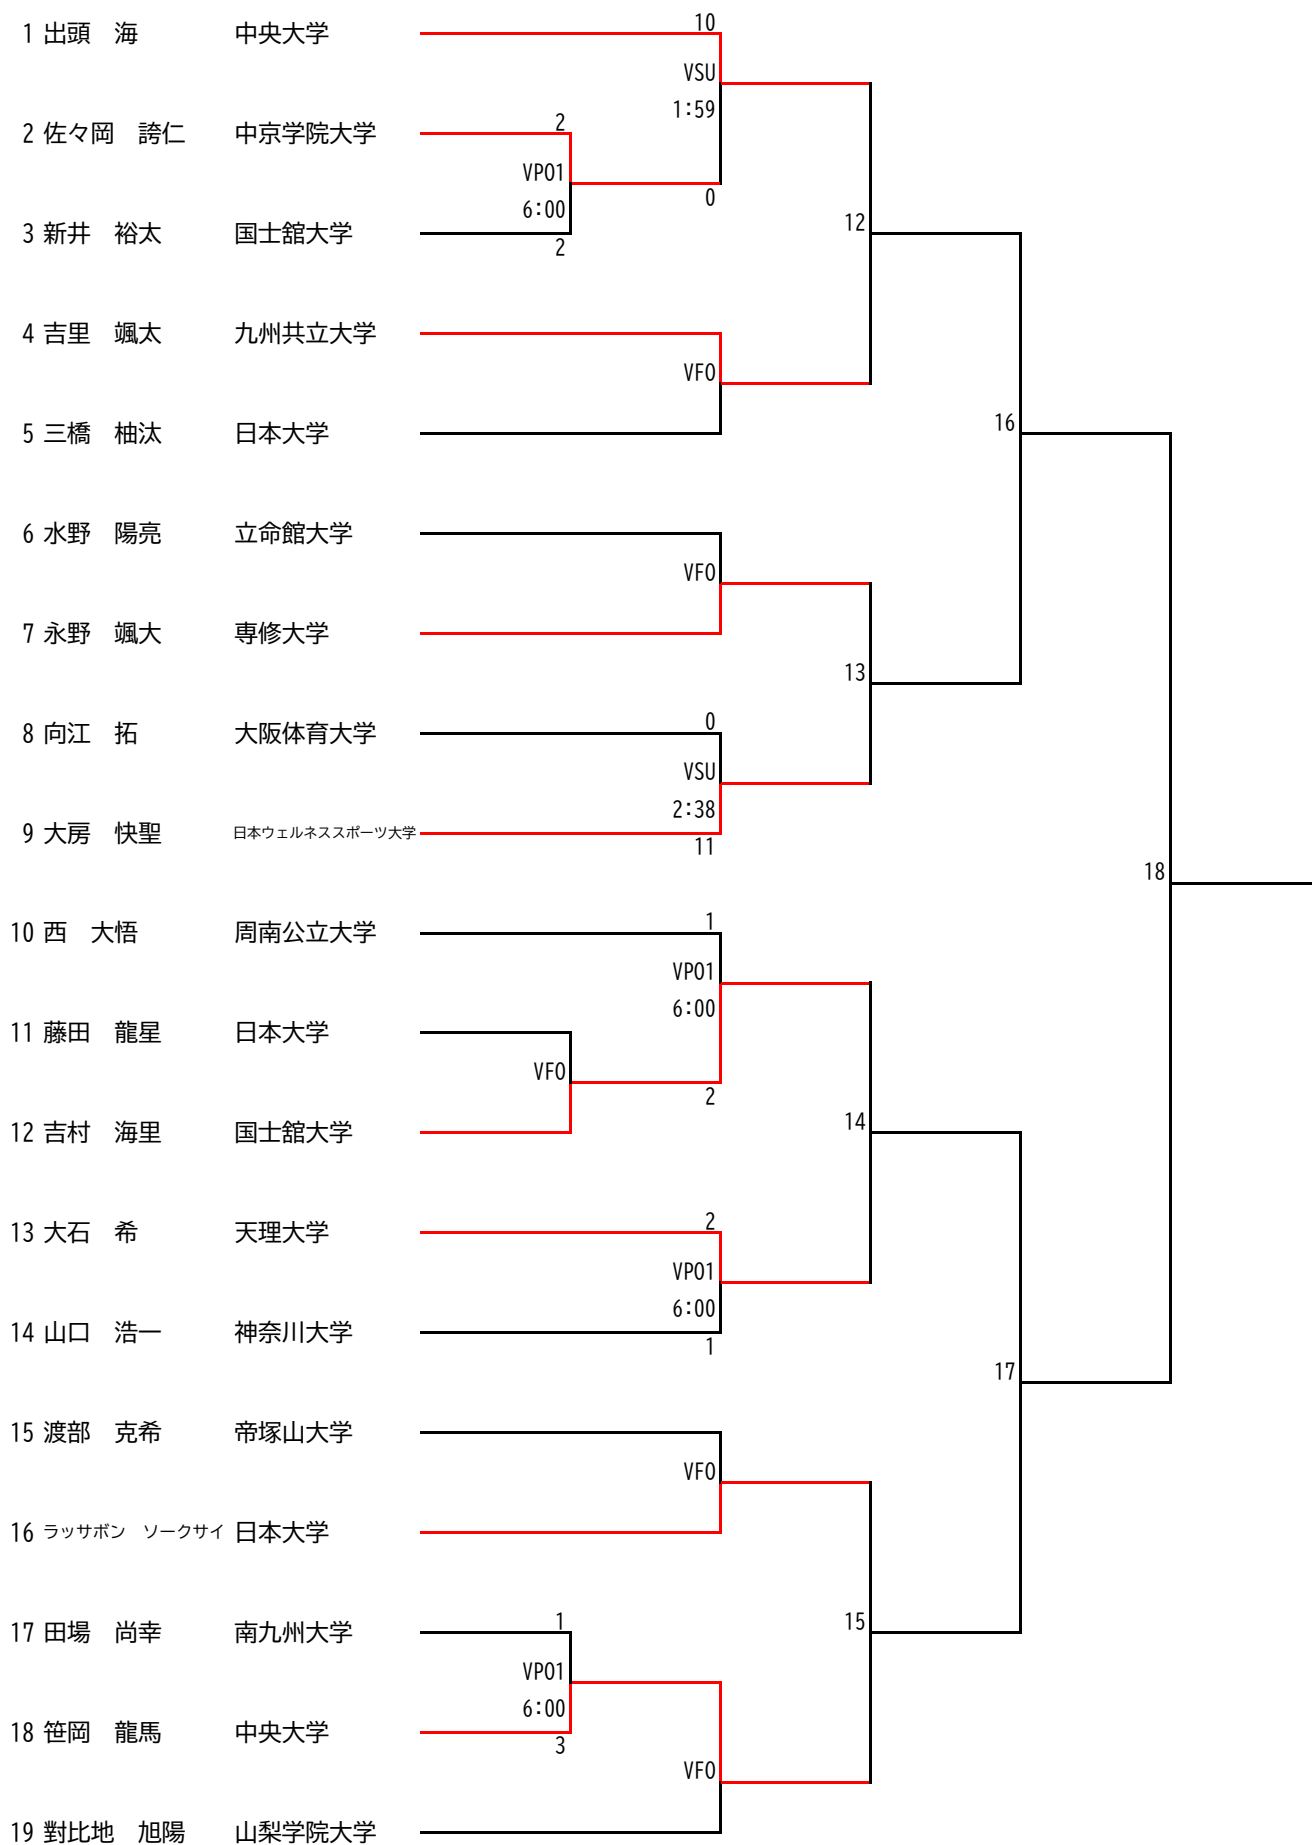 10
1 出頭　海　中央大学
VSU
1:59
2
2 佐々岡　誇仁　中京学院大学
VPO1
0
6:00
12
3 新井　裕太　国士舘大学
2
4 吉里　颯太　九州共立大学
VFO
16
5 三橋　柚汰　日本大学
6 水野　陽亮　立命館大学
VFO
7 永野　颯大　専修大学
13
0
8 向江　拓　大阪体育大学
VSU
2:38
9 大房　快聖　日本ウェルネススポーツ大学
11
18
1
10 西　大悟　周南公立大学
VPO1
6:00
11 藤田　龍星　日本大学
VFO
2
14
12 吉村　海里　国士舘大学
2
13 大石　希　天理大学
VPO1
6:00
14 山口　浩一　神奈川大学
1
17
15 渡部　克希　帝塚山大学
VFO
16 ラッサボン　ソークサイ　日本大学
1
15
17 田場　尚幸　南九州大学
VPO1
6:00
18 笹岡　龍馬　中央大学
3
VFO
19 對比地　旭陽　山梨学院大学